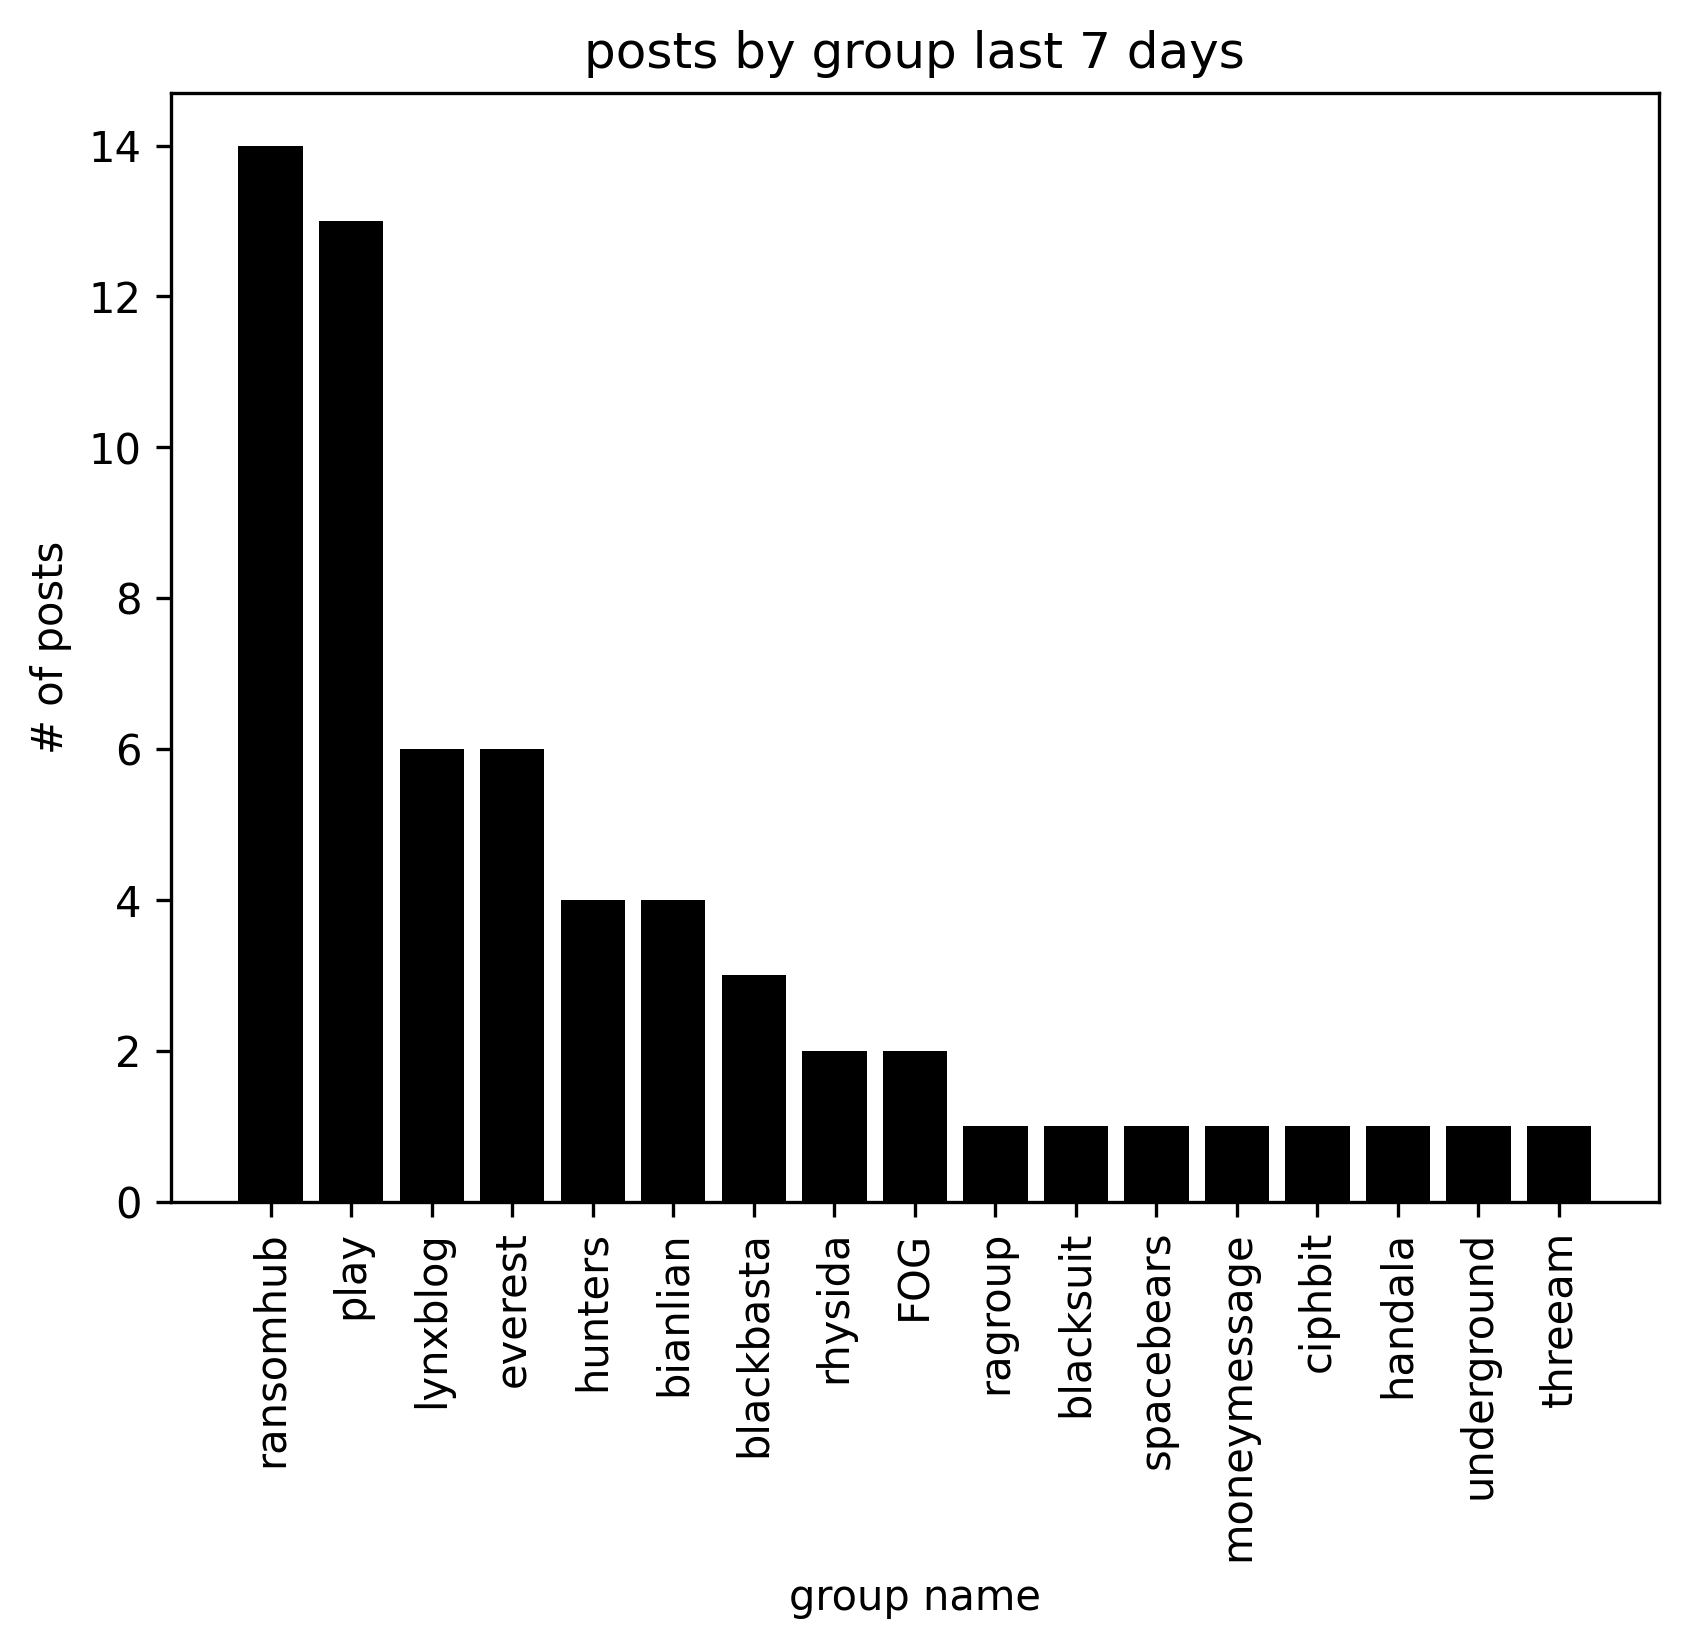 posts by group last 7 days
14
12
10
8
6
4
2
0
# of posts
ransomhub
play
lynxblog
everest
hunters
bianlian
blackbasta
rhysida
FOG
ragroup
blacksuit
spacebears
moneymessage
ciphbit
handala
underground
threeam
group name